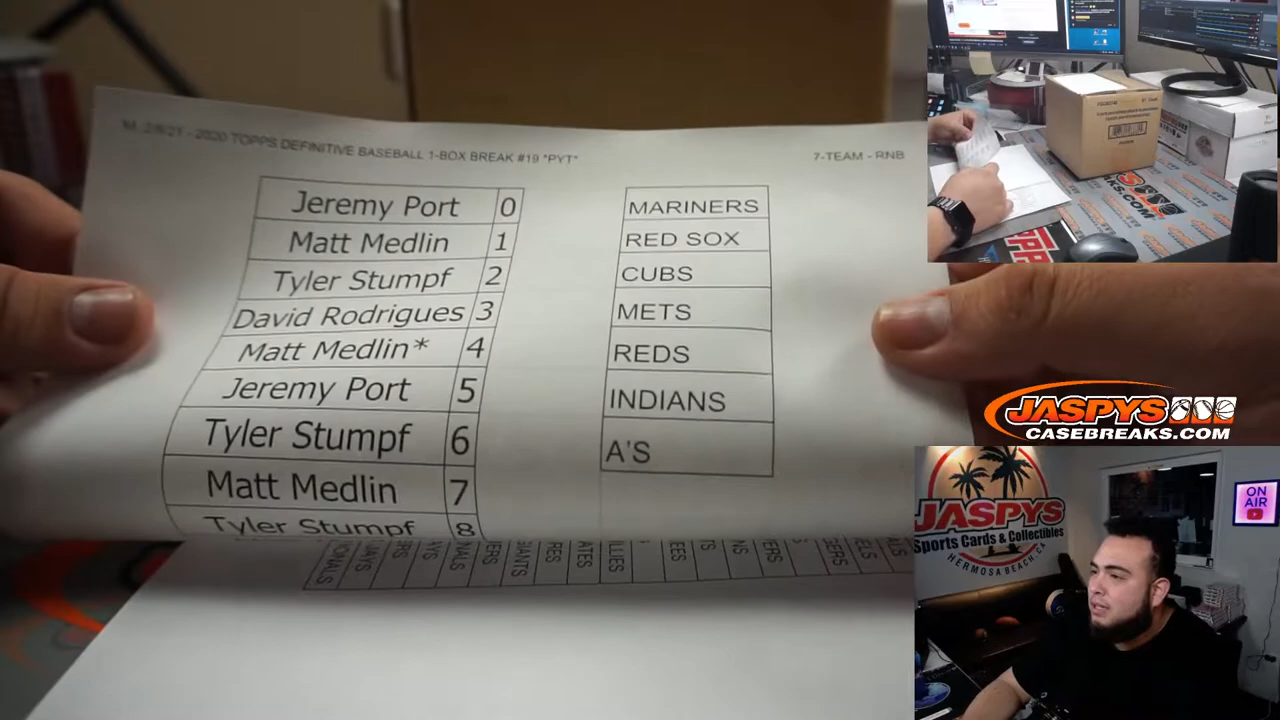 2/8/21 - 2020 TOPPS DEFINITIVE BASEBALL 1-BOX BREAK #19 "PYT"
7-TEAM - RNB
Jeremy Port 0
Matt Medlin 1
Tyler Stumpf 2
David Rodrigues 3
Matt Medlin* 4
Jeremy Port 5
Tyler Stumpf 6
Matt Medlin 7
Tyler Stumpf 8
MARINERS
RED SOX
CUBS
METS
REDS
INDIANS
A'S
JASPYS
CASEBREAKS.COM
JASPYS
Sports Cards & Collectibles
HERMOSA BEACH, CA
ON
AIR